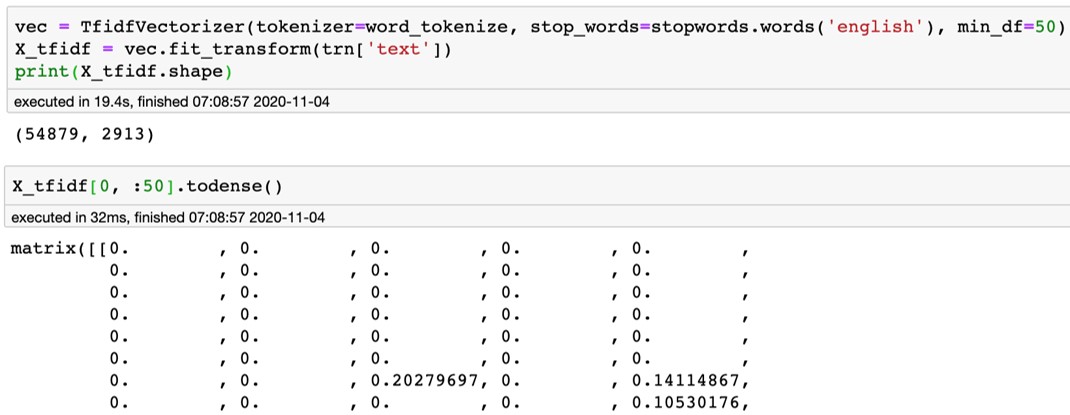 vec = TfidfVectorizer(tokenizer=word_tokenize, stop_words=stopwords.words('english'), min_df=50)
X_tfidf = vec.fit_transform(trn['text'])
print(X_tfidf.shape)
executed in 19.4s, finished 07:08:57 2020-11-04
(54879, 2913)
X_tfidf[0, :50].todense()
executed in 32ms, finished 07:08:57 2020-11-04
matrix([[0.        , 0.        , 0.        , 0.        , 0.        ,
0.        , 0.        , 0.        , 0.        , 0.        ,
0.        , 0.        , 0.        , 0.        , 0.        ,
0.        , 0.        , 0.        , 0.        , 0.        ,
0.        , 0.        , 0.        , 0.        , 0.        ,
0.        , 0.        , 0.        , 0.        , 0.        ,
0.        , 0.        , 0.20279697, 0.        , 0.14114867,
0.        , 0.        , 0.        , 0.        , 0.10530176,